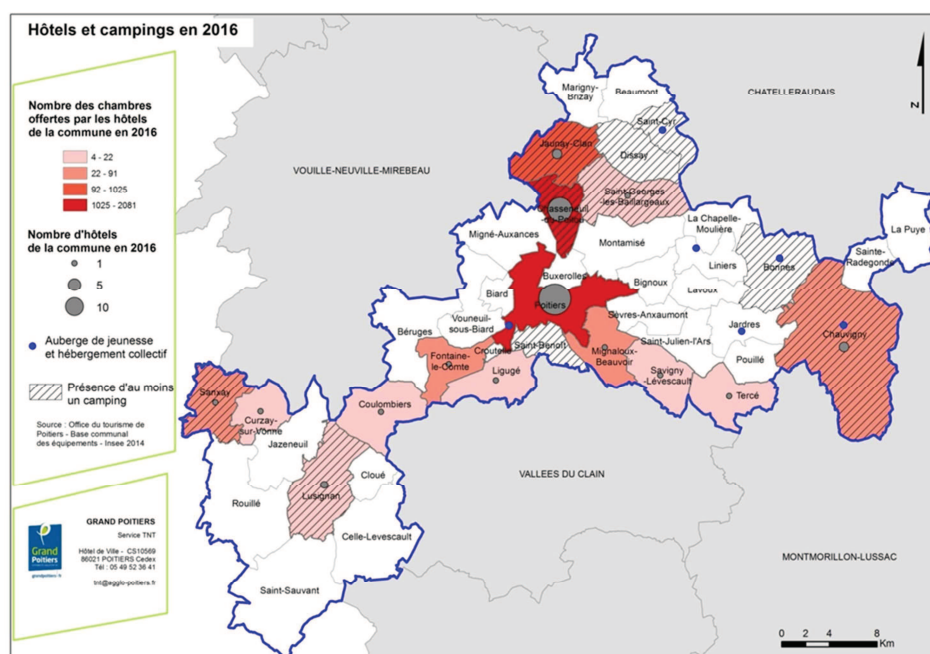 Hôtels et campings en 2016
Nombre des chambres
offertes par les hôtels
de la commune en 2016
4 - 22
22 - 91
92 - 1025
1025 - 2081
Nombre d'hôtels
de la commune en 2016
1
5
10
Auberge de jeunesse
et hébergement collectif
Présence d'au moins
un camping
Source : Office du tourisme de
Poitiers - Base communal
des équipements - Insee 2014
Grand
Poitiers
grandpoitiers.fr
GRAND POITIERS
Service TNT
Hôtel de Ville - CS10569
86021 POITIERS Cedex
Tél : 05 49 52 36 41
tnt@agglo-poitiers.fr
N
Marigny-
Brizay
Beaumont
CHATELLERAUDAIS
Saint-Cyr
Jaunay-Clan
Dissay
VOUILLE-NEUVILLE-MIREBEAU
Saint-Georges
-les-Baillargeaux
Chasseneuil
-du-Poitou
La Chapelle-
Moulière
La Puye
Migné-Auxances
Montamisé
Sainte-
Radegonde
Liniers
Bonnes
Buxerolles
Bignoux
Lavoux
Biard
Poitiers
Vouneuil-
sous-Biard
Sèvres-Anxaumont
Béruges
Jardres
Chauvigny
Croutelle
Saint-Benoît
Saint-Julien-l'Ars
Fontaine-
le-Comte
Mignaloux-
Beauvoir
Pouillé
Ligugé
Savigny
-Lévescault
Tercé
Sanxay
Coulombiers
Curzay-
sur-Vonne
Jazeneuil
Cloué
VALLEES DU CLAIN
Rouillé
Lusignan
Celle-Levescault
MONTMORILLON-LUSSAC
Saint-Sauvant
0 2 4 8
Km